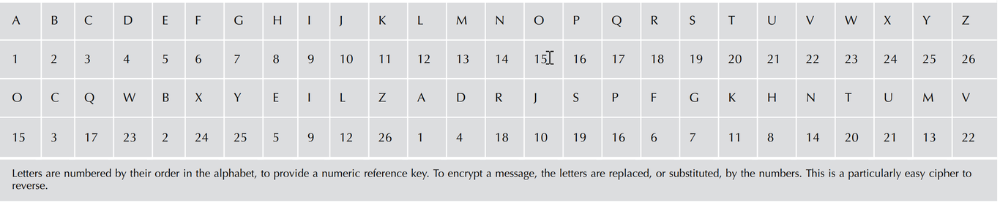 A B C D E F G H I J K L M N O P Q R S T U V W X Y Z
1 2 3 4 5 6 7 8 9 10 11 12 13 14 15 16 17 18 19 20 21 22 23 24 25 26
O C Q W B X Y E I L Z A D R J S P F G K H N T U M V
15 3 17 23 2 24 25 5 9 12 26 1 4 18 10 19 16 6 7 11 8 14 20 21 13 22
Letters are numbered by their order in the alphabet, to provide a numeric reference key. To encrypt a message, the letters are replaced, or substituted, by the numbers. This is a particularly easy cipher to
reverse.